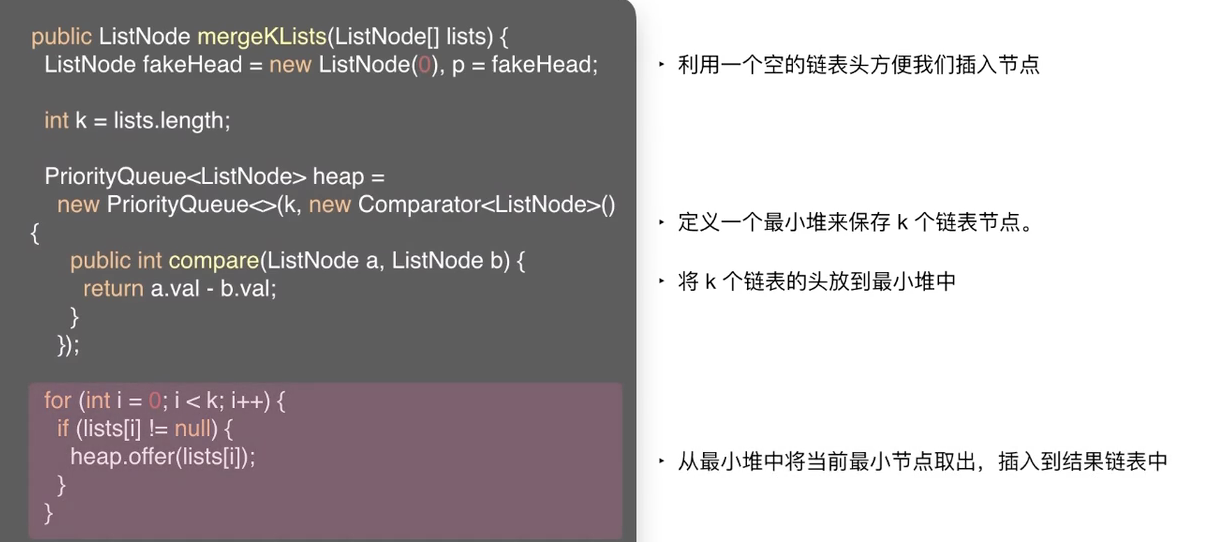 public ListNode mergeKLists(ListNode[] lists) {
ListNode fakeHead = new ListNode(0), p = fakeHead;
int k = lists.length;
PriorityQueue<ListNode> heap =
new PriorityQueue<>(k, new Comparator<ListNode>()
{
public int compare(ListNode a, ListNode b) {
return a.val - b.val;
}
});
for (int i = 0; i < k; i++) {
if (lists[i] != null) {
heap.offer(lists[i]);
}
}
‣ 利用一个空的链表头方便我们插入节点
‣ 定义一个最小堆来保存 k 个链表节点。
‣ 将 k 个链表的头放到最小堆中
‣ 从最小堆中将当前最小节点取出，插入到结果链表中